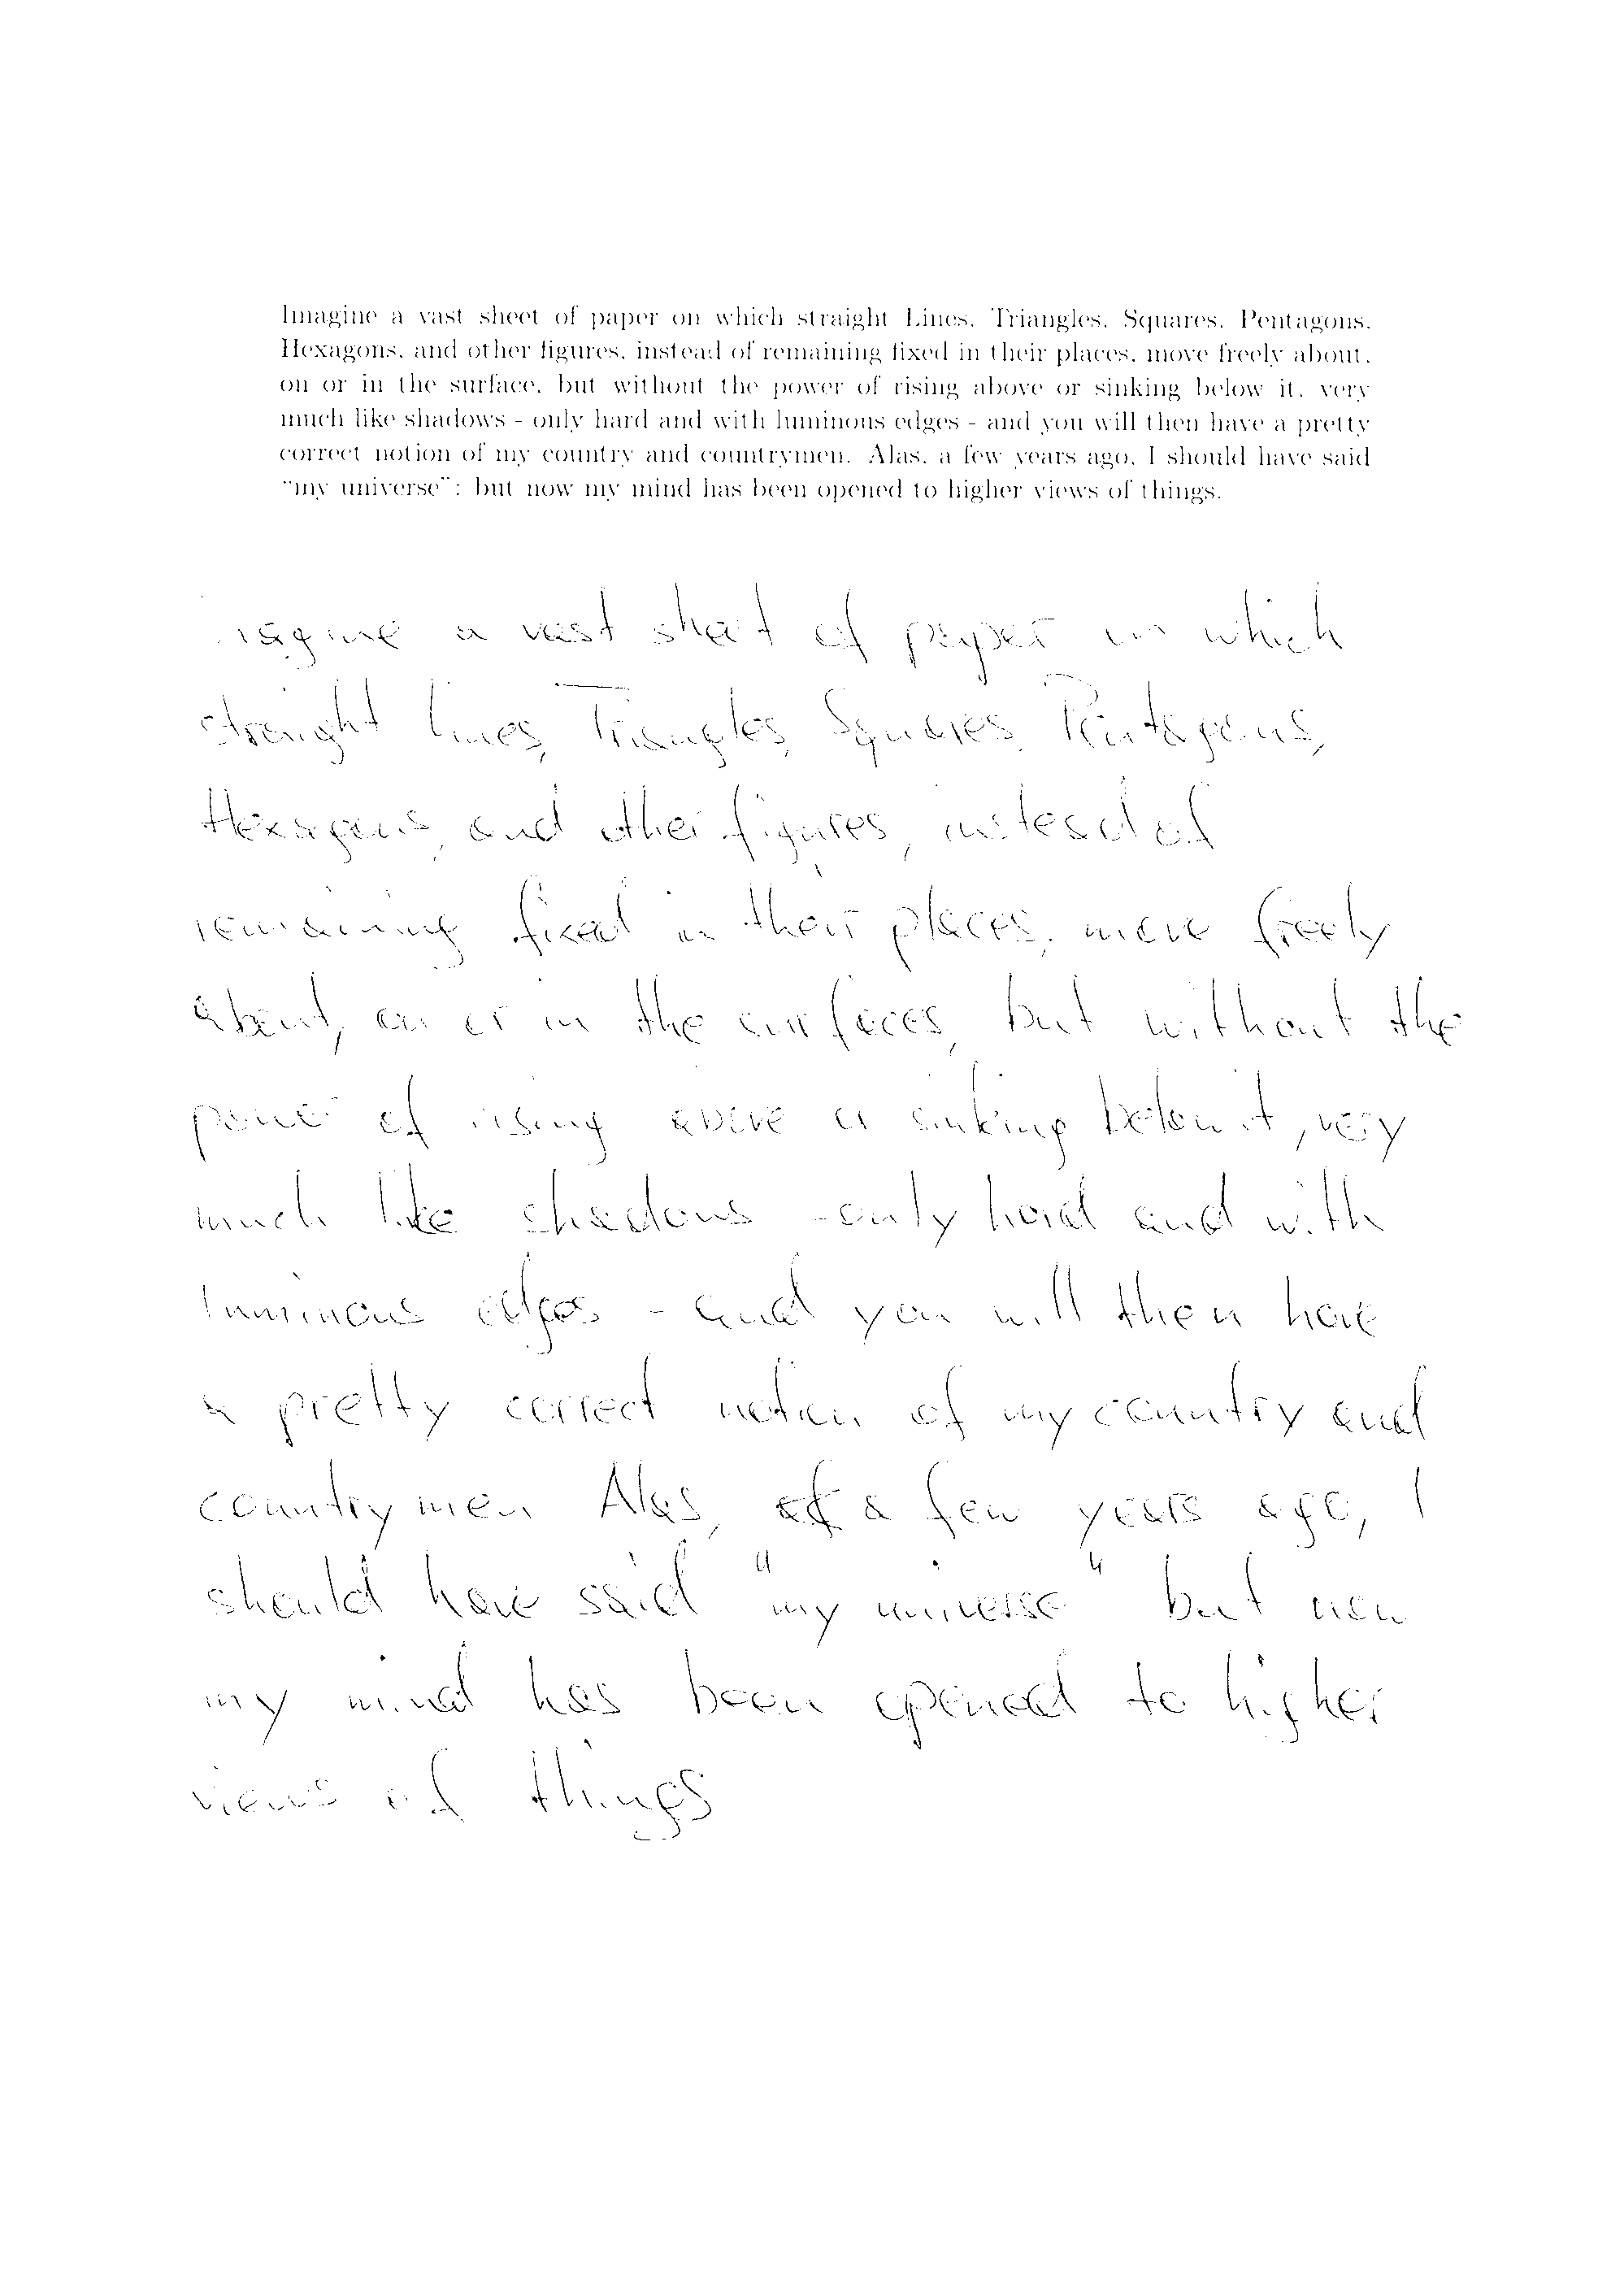 Imagine a vast sheet of paper on which straight Lines, Triangles, Squares, Pentagons,
Hexagons, and other figures, instead of remaining fixed in their places, move freely about,
on or in the surface, but without the power of rising above or sinking below it, very
much like shadows - only hard and with luminous edges - and you will then have a pretty
correct notion of my country and countrymen. Alas, a few years ago, I should have said
"my universe": but now my mind has been opened to higher views of things.
a vast sheet of paper on which
straight lines, Triangles, Squares, Pentagons,
Hexagons, and other figures, instead of
remaining fixed in their places, move freely
about, on or in the surfaces, but without the
power of rising above or sinking below it, very
much like shadows - only hard and with
luminous edges - and you will then have
a pretty correct notion of my country and
countrymen Alas, a few years ago, I
should have said "my universe" but now
my mind has been opened to higher
views of things